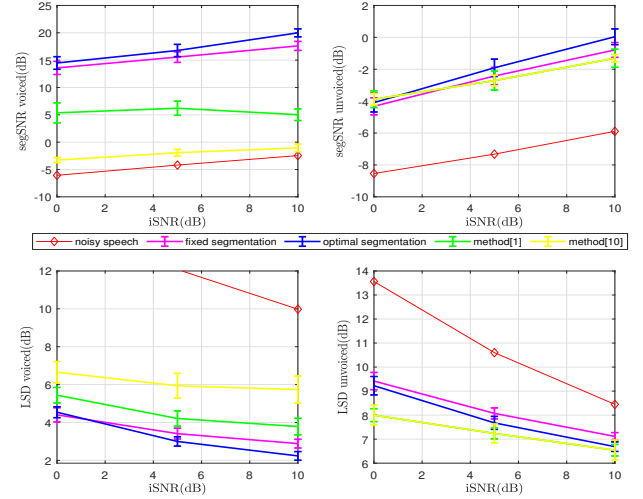 25
20
15
10
5
0
-5
-10
segSNR voiced(dB)
0 2 4 6 8 10
iSNR(dB)
2
0
-2
-4
-6
-8
-10
segSNR unvoiced(dB)
0 2 4 6 8 10
iSNR(dB)
noisy speech fixed segmentation optimal segmentation method[1] method[10]
12
10
8
6
4
2
LSD voiced(dB)
0 2 4 6 8 10
iSNR(dB)
14
13
12
11
10
9
8
7
6
LSD unvoiced(dB)
0 2 4 6 8 10
iSNR(dB)